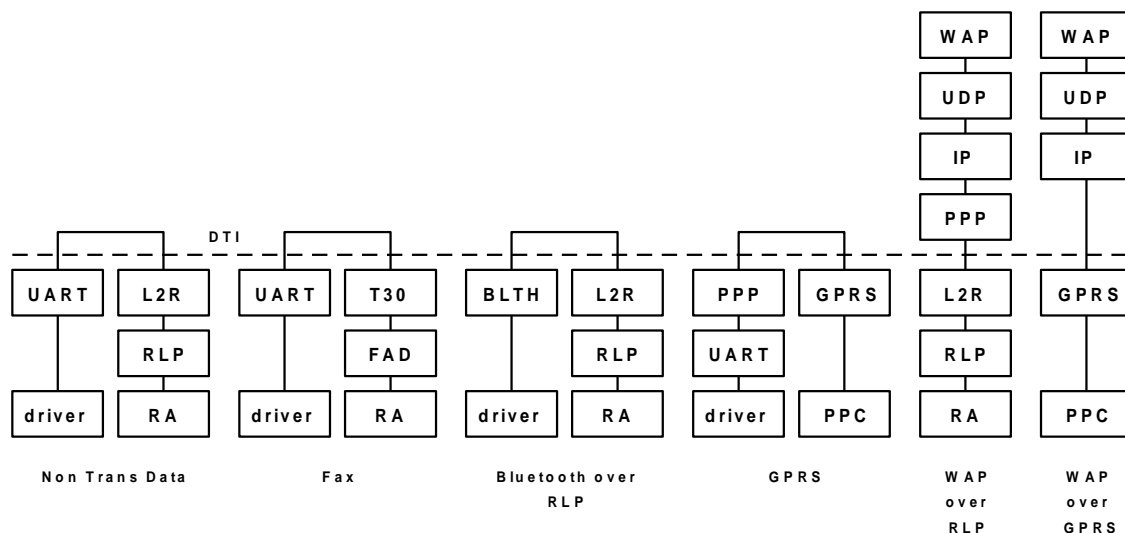 WAP WAP
UDP UDP
IP IP
PPP
DTI
UART L2R UART T30 BLTH L2R PPP GPRS L2R GPRS
RLP FAD RLP UART RLP
driver RA driver RA driver RA driver PPC RA PPC
Non Trans Data Fax Bluetooth over GPRS WAP WAP
RLP over over
RLP GPRS